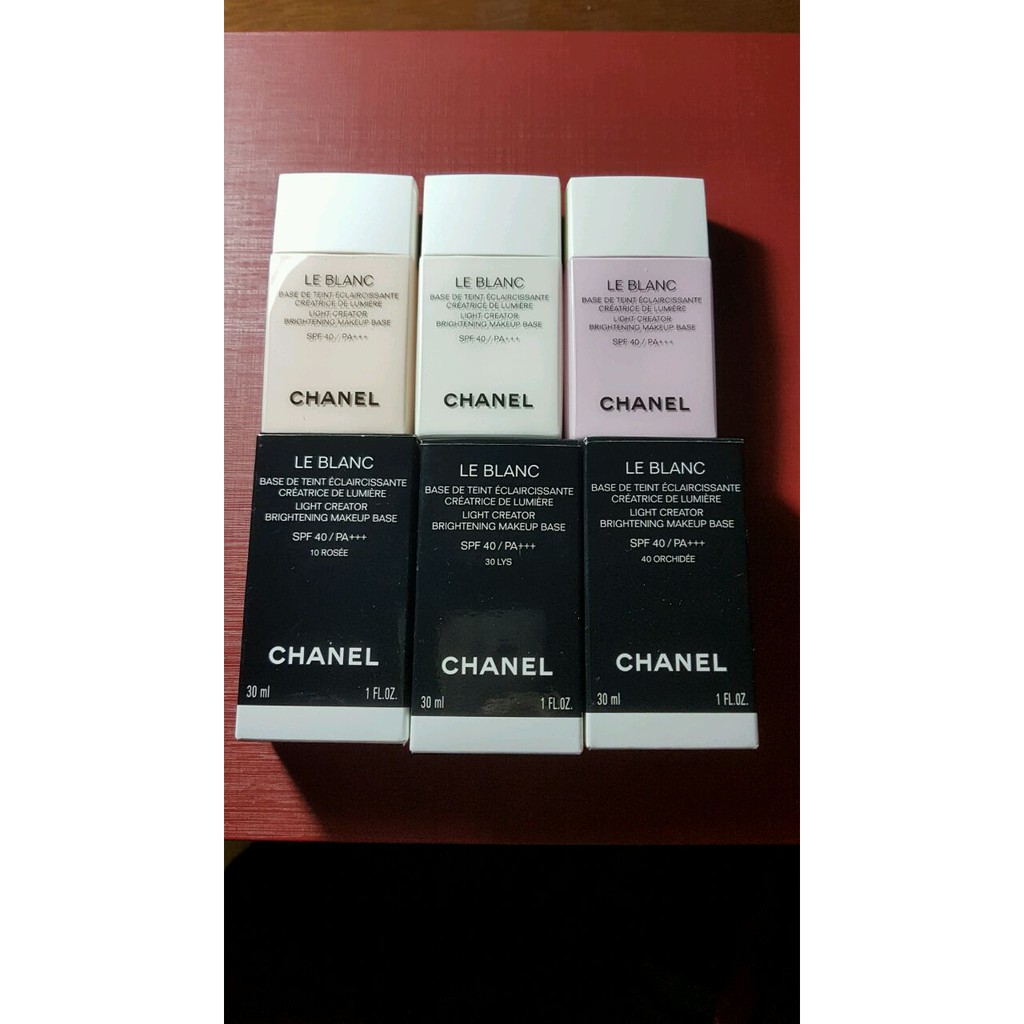 LE BLANC
BASE DE TEINT ÉCLAIRCISSANTE
CRÉATRICE DE LUMIÈRE
LIGHT CREATOR
BRIGHTENING MAKEUP BASE
SPF 40 / PA+++
CHANEL
LE BLANC
BASE DE TEINT ÉCLAIRCISSANTE
CRÉATRICE DE LUMIÈRE
LIGHT CREATOR
BRIGHTENING MAKEUP BASE
SPF 40 / PA+++
CHANEL
LE BLANC
BASE DE TEINT ÉCLAIRCISSANTE
CRÉATRICE DE LUMIÈRE
LIGHT CREATOR
BRIGHTENING MAKEUP BASE
SPF 40 / PA+++
CHANEL
LE BLANC
BASE DE TEINT ÉCLAIRCISSANTE
CRÉATRICE DE LUMIÈRE
LIGHT CREATOR
BRIGHTENING MAKEUP BASE
SPF 40 / PA+++
10 ROSÉE
CHANEL
30 ml 1 FL.OZ.
LE BLANC
BASE DE TEINT ÉCLAIRCISSANTE
CRÉATRICE DE LUMIÈRE
LIGHT CREATOR
BRIGHTENING MAKEUP BASE
SPF 40 / PA+++
30 LYS
CHANEL
30 ml 1 FL.OZ.
LE BLANC
BASE DE TEINT ÉCLAIRCISSANTE
CRÉATRICE DE LUMIÈRE
LIGHT CREATOR
BRIGHTENING MAKEUP BASE
SPF 40 / PA+++
40 ORCHIDÉE
CHANEL
30 ml 1 FL.OZ.